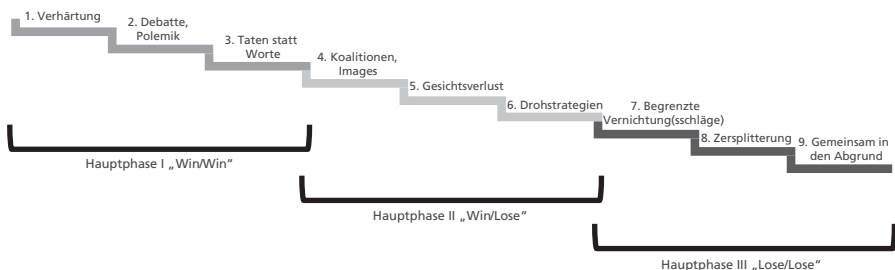 1. Verhärtung
2. Debatte,
Polemik
3. Taten statt
Worte
4. Koalitionen,
Images
5. Gesichtsverlust
6. Drohstrategien
7. Begrenzte
Vernichtung(sschläge)
8. Zersplitterung
9. Gemeinsam in
den Abgrund
Hauptphase I „Win/Win“
Hauptphase II „Win/Lose“
Hauptphase III „Lose/Lose“